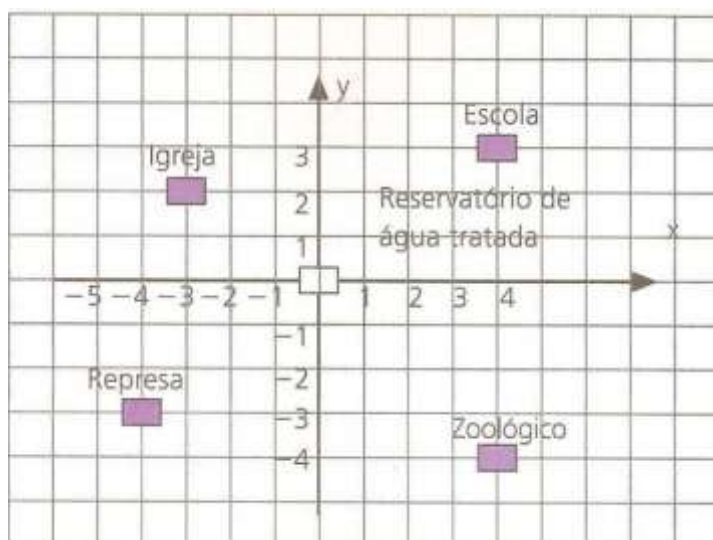 y
Escola
Igreja
3
Reservatório de
2
água tratada
x
1
−5 −4 −3 −2 −1 1 2 3 4
−1
Represa
−2
−3
Zoológico
−4